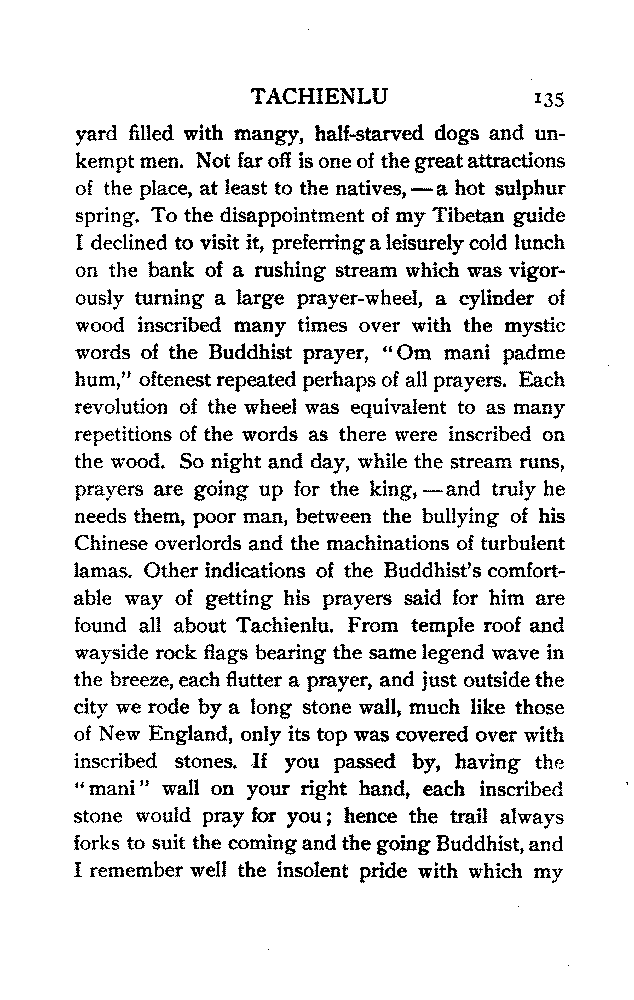 TACHIENLU 135
yard filled with mangy, half-starved dogs and un-
kempt men. Not far off is one of the great attractions
of the place, at least to the natives, — a hot sulphur
spring. To the disappointment of my Tibetan guide
I declined to visit it, preferring a leisurely cold lunch
on the bank of a rushing stream which was vigor-
ously turning a large prayer-wheel, a cylinder of
wood inscribed many times over with the mystic
words of the Buddhist prayer, "Om mani padme
hum," oftenest repeated perhaps of all prayers. Each
revolution of the wheel was equivalent to as many
repetitions of the words as there were inscribed on
the wood. So night and day, while the stream runs,
prayers are going up for the king, — and truly he
needs them, poor man, between the bullying of his
Chinese overlords and the machinations of turbulent
lamas. Other indications of the Buddhist's comfort-
able way of getting his prayers said for him are
found all about Tachienlu. From temple roof and
wayside rock flags bearing the same legend wave in
the breeze, each flutter a prayer, and just outside the
city we rode by a long stone wall, much like those
of New England, only its top was covered over with
inscribed stones. If you passed by, having the
"mani" wall on your right hand, each inscribed
stone would pray for you; hence the trail always
forks to suit the coming and the going Buddhist, and
I remember well the insolent pride with which my